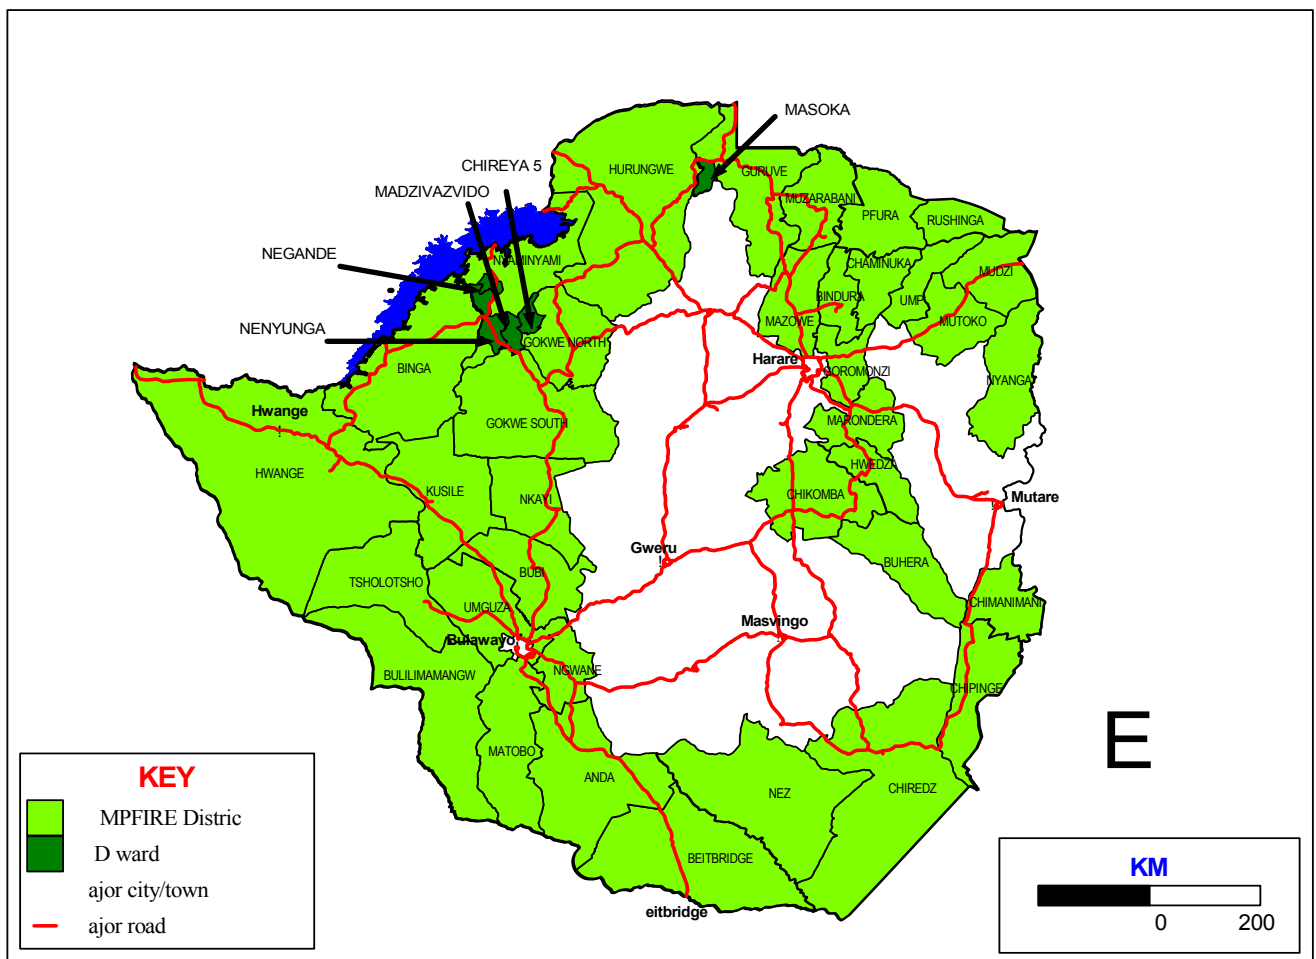 MASOKA
CHIREYA 5
HURUNGWE
GURUVE
MADZIVAZVIDO
MUZARABANI
PFURA
RUSHINGA
NEGANDE
NYAMINYAMI
CHAMINUKA
MUDZI
BINDURA
UMP
MAZOWE
MUTOKO
NENYUNGA
GOKWE NORTH
Harare
BINGA
GOROMONZI
NYANGA
Hwange
!
GOKWE SOUTH
MARONDERA
HWANGE
HWEDZA
KUSILE
NKAYI
CHIKOMBA
Mutare
!
Gweru
!
BUHERA
BUBI
TSHOLOTSHO
UMGUZA
CHIMANIMANI
Masvingo
!
Bulawayo
NGWANE
BULILIMAMANGW
CHIPINGE
E
MATOBO
ANDA
NEZ
CHIREDZ
BEITBRIDGE
eitbridge
KEY
MPFIRE Distric
D ward
ajor city/town
ajor road
KM
0 200